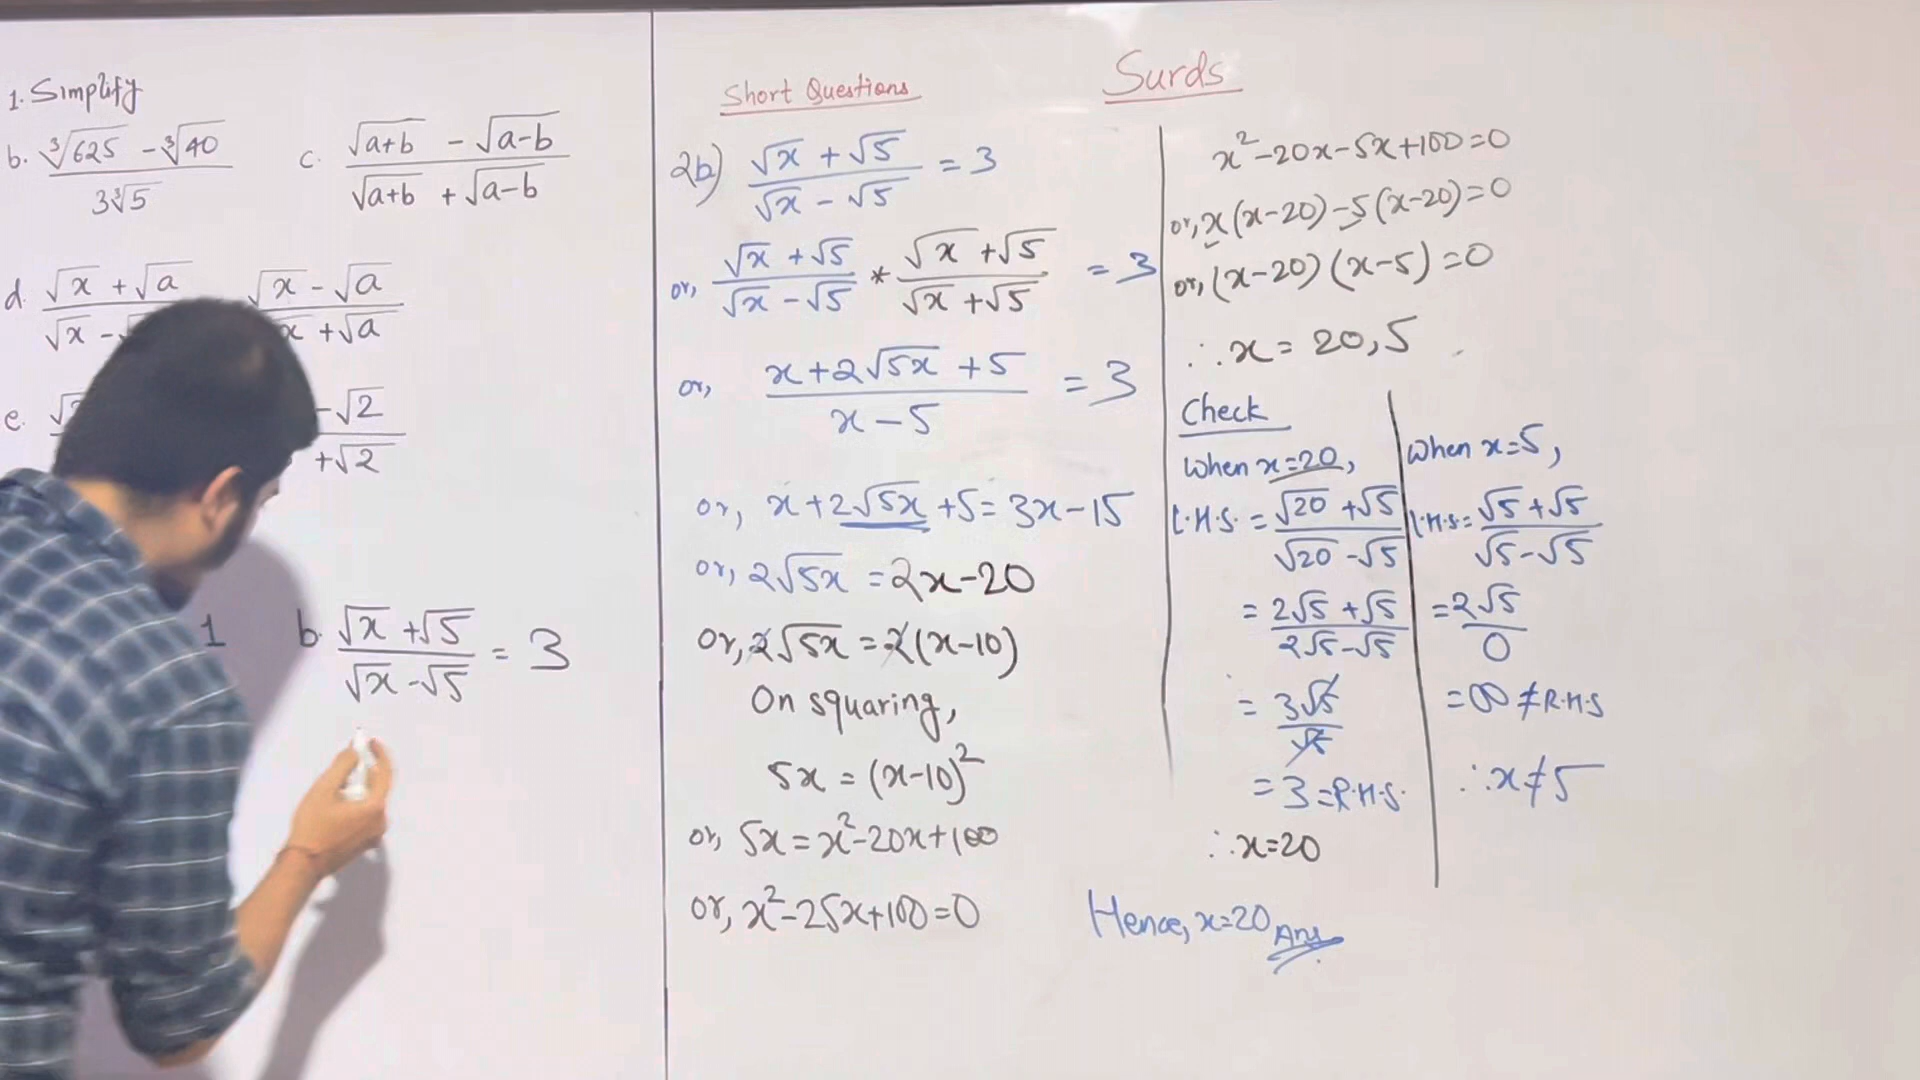 1. Simplify
b. (∛625 - ∛40)/(3∛5)    c. (√(a+b) - √(a-b))/(√(a+b) + √(a-b))
d. √x + √a    √x - √a
√x -    x + √a
e.    -√2
+√2
1    b. (√x + √5)/(√x - √5) = 3
Short Questions
2b) (√x + √5)/(√x - √5) = 3
or, (√x + √5)/(√x - √5) * (√x + √5)/(√x + √5) = 3
or, (x + 2√5x + 5)/(x - 5) = 3
or, x + 2√5x + 5 = 3x - 15
or, 2√5x = 2x - 20
or, 2√5x = 2(x - 10)
On squaring,
5x = (x-10)²
or, 5x = x² - 20x + 100
or, x² - 25x + 100 = 0
Surds
x² - 20x - 5x + 100 = 0
or, x(x-20) - 5(x-20) = 0
or, (x-20)(x-5) = 0
∴ x = 20, 5
Check
When x=20,
L.H.S. = (√20 + √5)/(√20 - √5)
= (2√5 + √5)/(2√5 - √5)
= 3√5/√5
= 3 = R.H.S.
∴ x=20
When x=5,
L.H.S = (√5 + √5)/(√5 - √5)
= 2√5/0
= ∞ ≠ R.H.S
∴ x ≠ 5
Hence, x=20 Ans